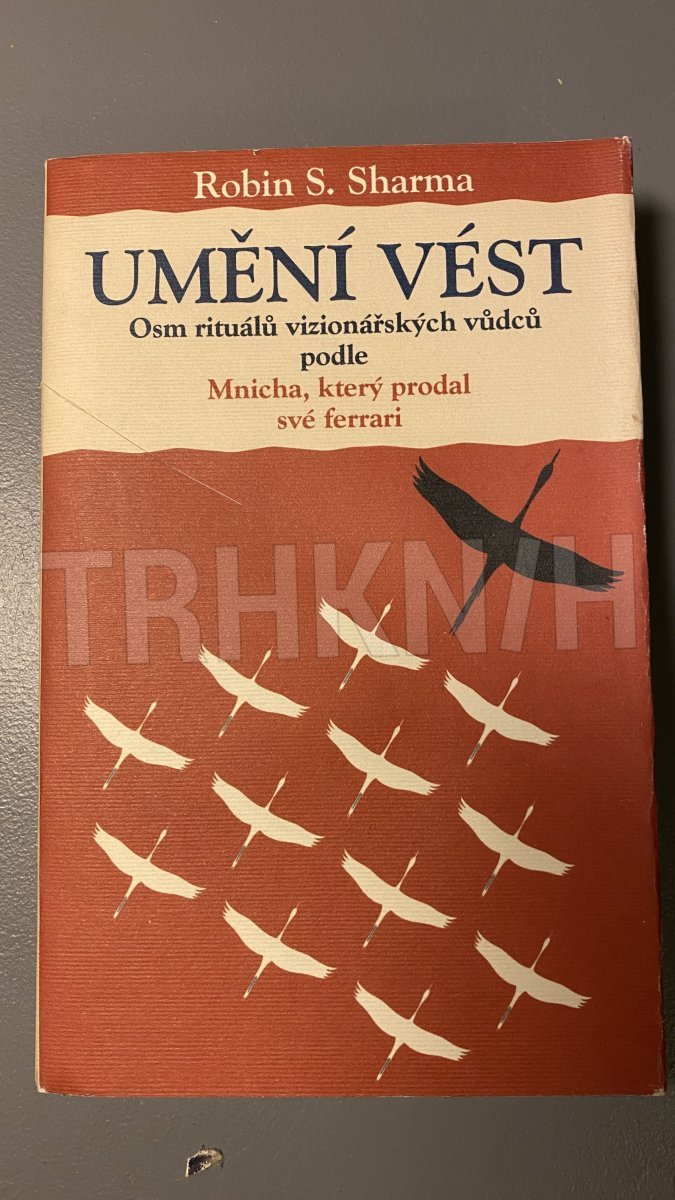 Robin S. Sharma
UMĚNÍ VÉST
Osm rituálů vizionářských vůdců
podle
Mnicha, který prodal
své ferrari
TRHKNIH